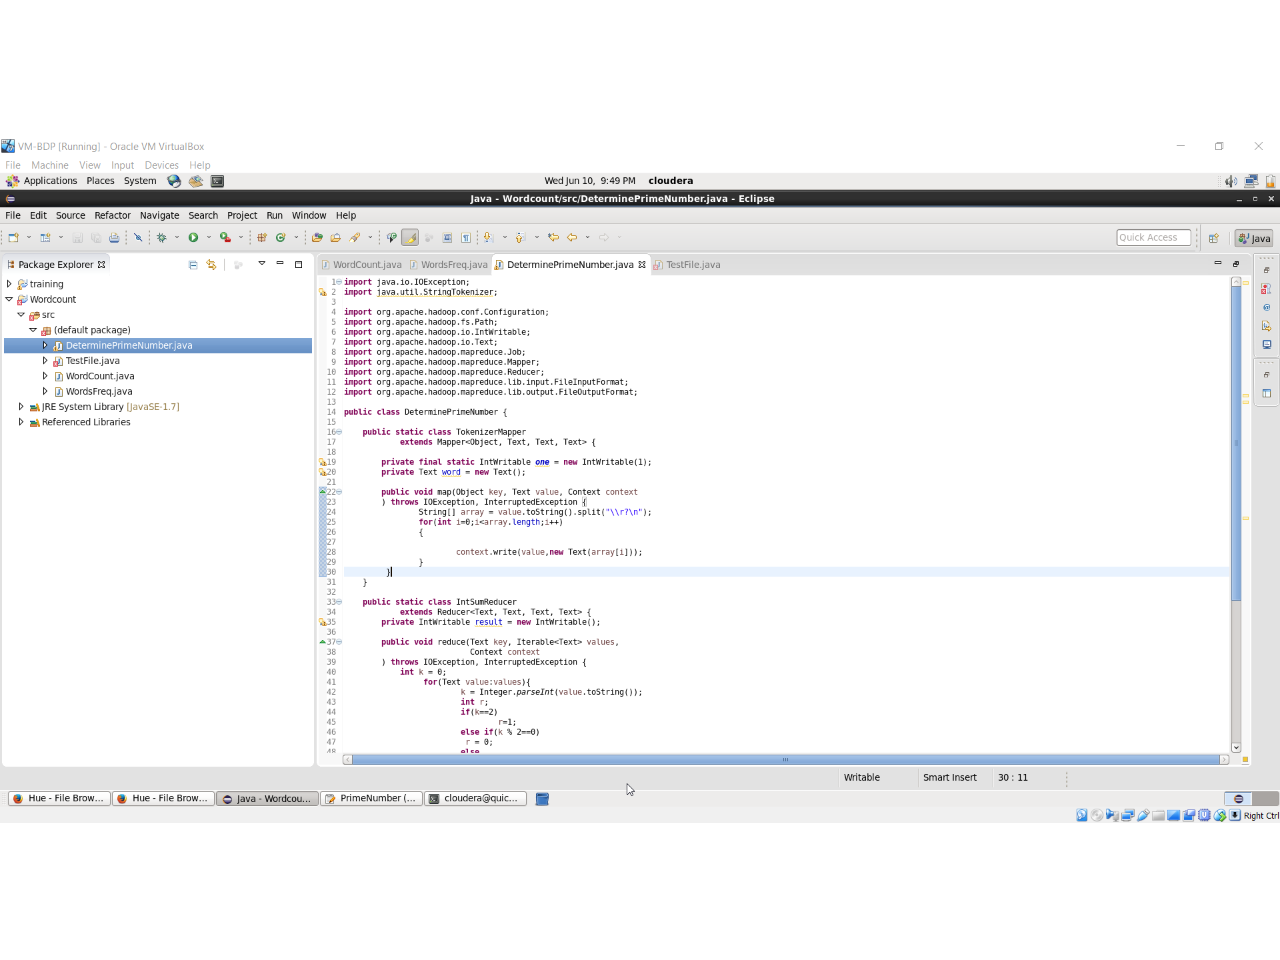 VM-BDP [Running] - Oracle VM VirtualBox
File Machine View Input Devices Help
Applications Places System Wed Jun 10, 9:49 PM cloudera
Java - Wordcount/src/DeterminePrimeNumber.java - Eclipse
File Edit Source Refactor Navigate Search Project Run Window Help
Quick Access Java
Package Explorer WordCount.java WordsFreq.java DeterminePrimeNumber.java TestFile.java
training
Wordcount
src
(default package)
DeterminePrimeNumber.java
TestFile.java
WordCount.java
WordsFreq.java
JRE System Library [JavaSE-1.7]
Referenced Libraries
1 import java.io.IOException;
2 import java.util.StringTokenizer;
3
4 import org.apache.hadoop.conf.Configuration;
5 import org.apache.hadoop.fs.Path;
6 import org.apache.hadoop.io.IntWritable;
7 import org.apache.hadoop.io.Text;
8 import org.apache.hadoop.mapreduce.Job;
9 import org.apache.hadoop.mapreduce.Mapper;
10 import org.apache.hadoop.mapreduce.Reducer;
11 import org.apache.hadoop.mapreduce.lib.input.FileInputFormat;
12 import org.apache.hadoop.mapreduce.lib.output.FileOutputFormat;
13
14 public class DeterminePrimeNumber {
15
16 public static class TokenizerMapper
17 extends Mapper<Object, Text, Text, Text> {
18
19 private final static IntWritable one = new IntWritable(1);
20 private Text word = new Text();
21
22 public void map(Object key, Text value, Context context
23 ) throws IOException, InterruptedException {
24 String[] array = value.toString().split("\\r?\n");
25 for(int i=0;i<array.length;i++)
26 {
27
28 context.write(value,new Text(array[i]));
29 }
30 }
31 }
32
33 public static class IntSumReducer
34 extends Reducer<Text, Text, Text, Text> {
35 private IntWritable result = new IntWritable();
36
37 public void reduce(Text key, Iterable<Text> values,
38 Context context
39 ) throws IOException, InterruptedException {
40 int k = 0;
41 for(Text value:values){
42 k = Integer.parseInt(value.toString());
43 int r;
44 if(k==2)
45 r=1;
46 else if(k % 2==0)
47 r = 0;
48 else
Writable Smart Insert 30 : 11
Hue - File Brow... Hue - File Brow... Java - Wordcou... PrimeNumber (... cloudera@quic...
Right Ctrl